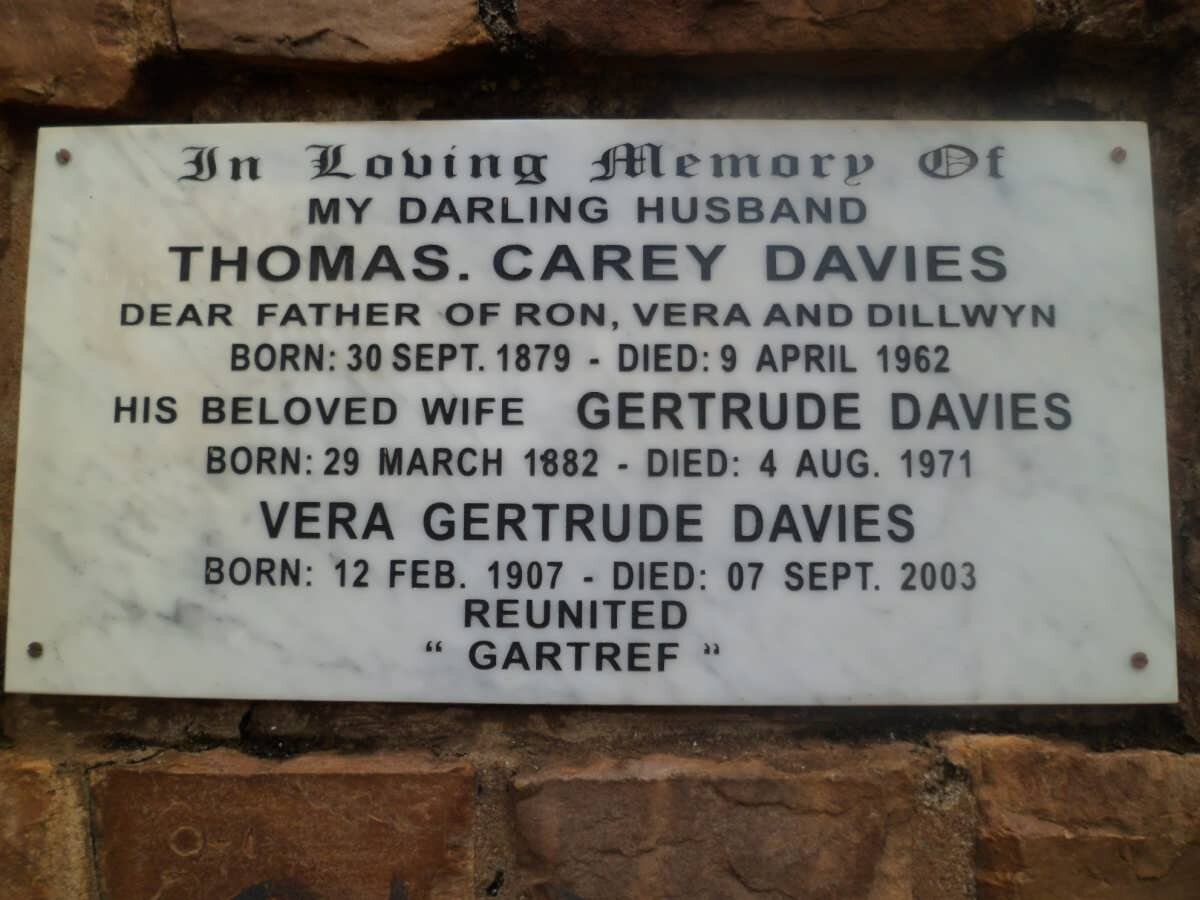 In Loving Memory Of
MY DARLING HUSBAND
THOMAS. CAREY DAVIES
DEAR FATHER OF RON, VERA AND DILLWYN
BORN: 30 SEPT. 1879 - DIED: 9 APRIL 1962
HIS BELOVED WIFE GERTRUDE DAVIES
BORN: 29 MARCH 1882 - DIED: 4 AUG. 1971
VERA GERTRUDE DAVIES
BORN: 12 FEB. 1907 - DIED: 07 SEPT. 2003
REUNITED
“ GARTREF ”